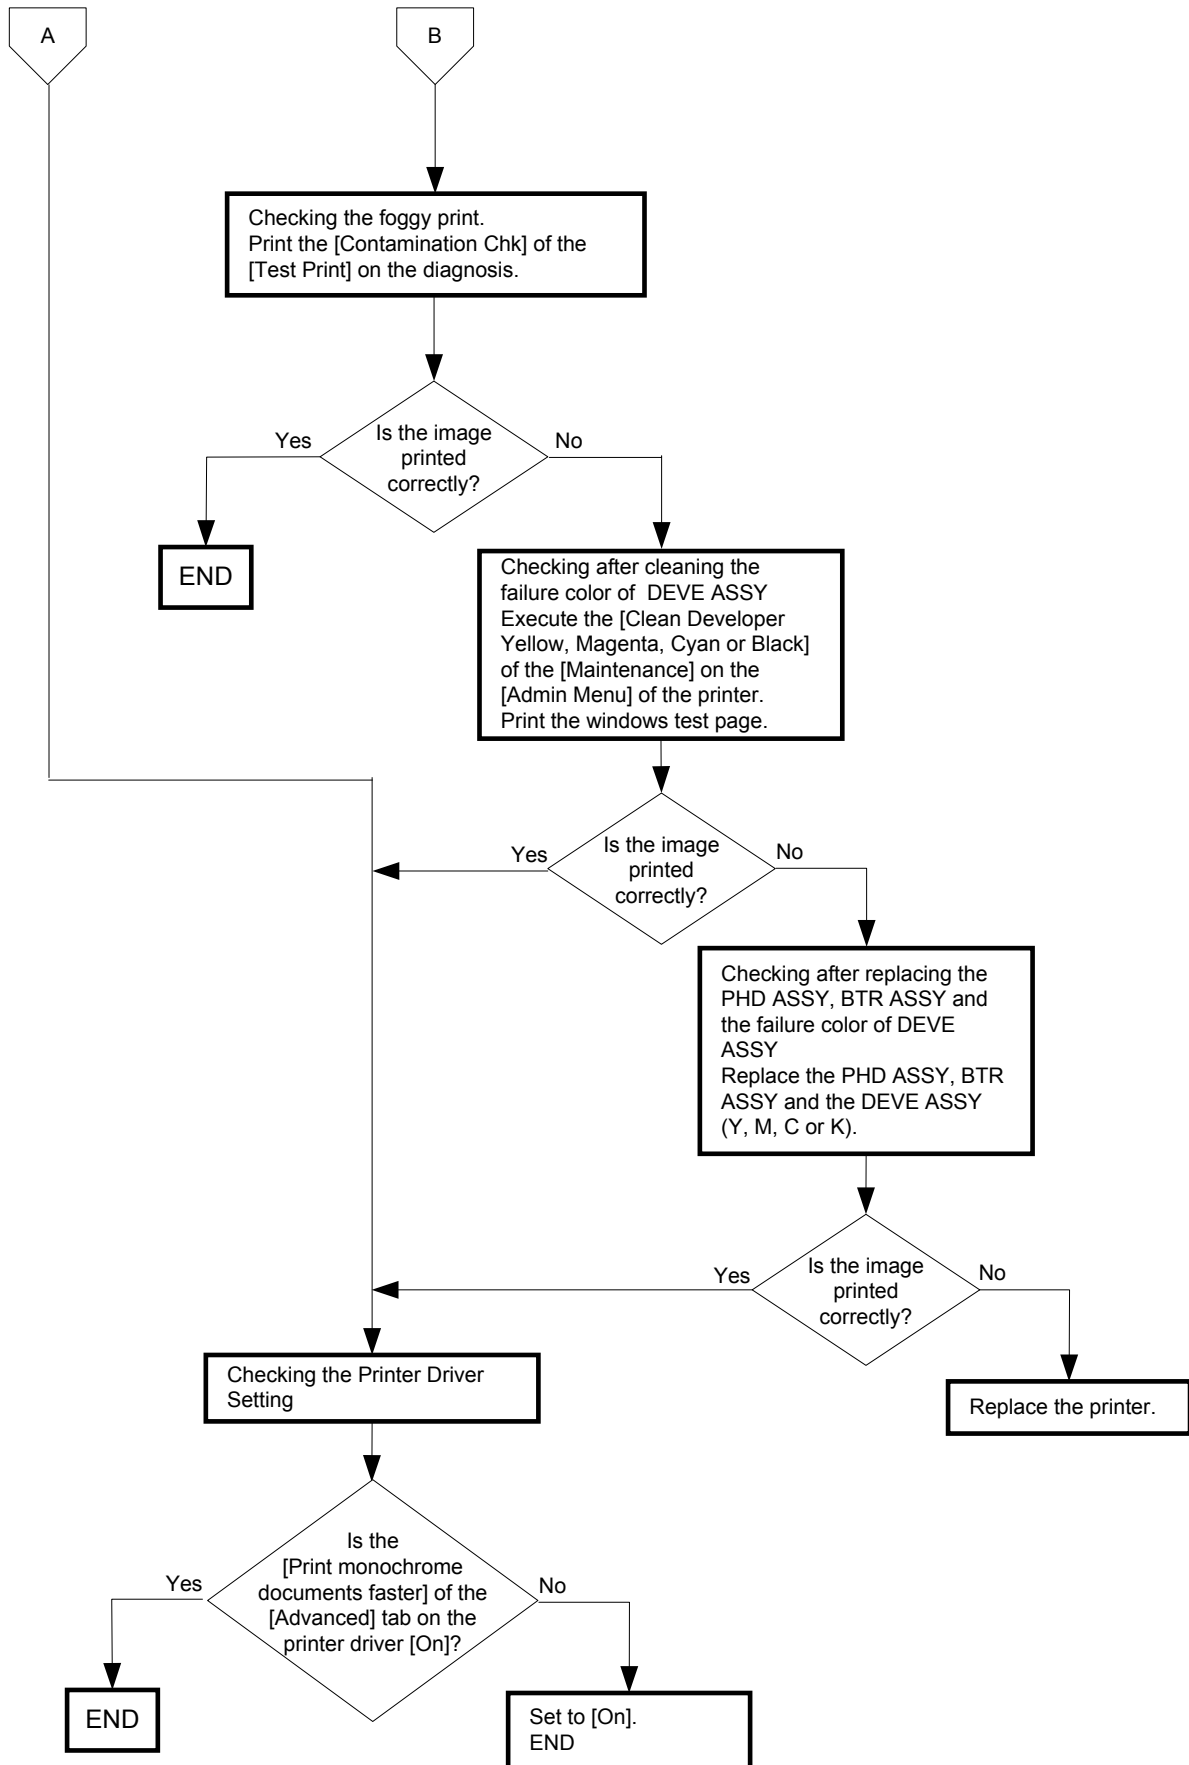 A
B
Checking the foggy print.
Print the [Contamination Chk] of the
[Test Print] on the diagnosis.
Yes
Is the image
printed
correctly?
No
END
Checking after cleaning the
failure color of  DEVE ASSY
Execute the [Clean Developer
Yellow, Magenta, Cyan or Black]
of the [Maintenance] on the
[Admin Menu] of the printer.
Print the windows test page.
Yes
Is the image
printed
correctly?
No
Checking after replacing the
PHD ASSY, BTR ASSY and
the failure color of DEVE
ASSY
Replace the PHD ASSY, BTR
ASSY and the DEVE ASSY
(Y, M, C or K).
Yes
Is the image
printed
correctly?
No
Checking the Printer Driver
Setting
Replace the printer.
Yes
Is the
[Print monochrome
documents faster] of the
[Advanced] tab on the
printer driver [On]?
No
END
Set to [On].
END